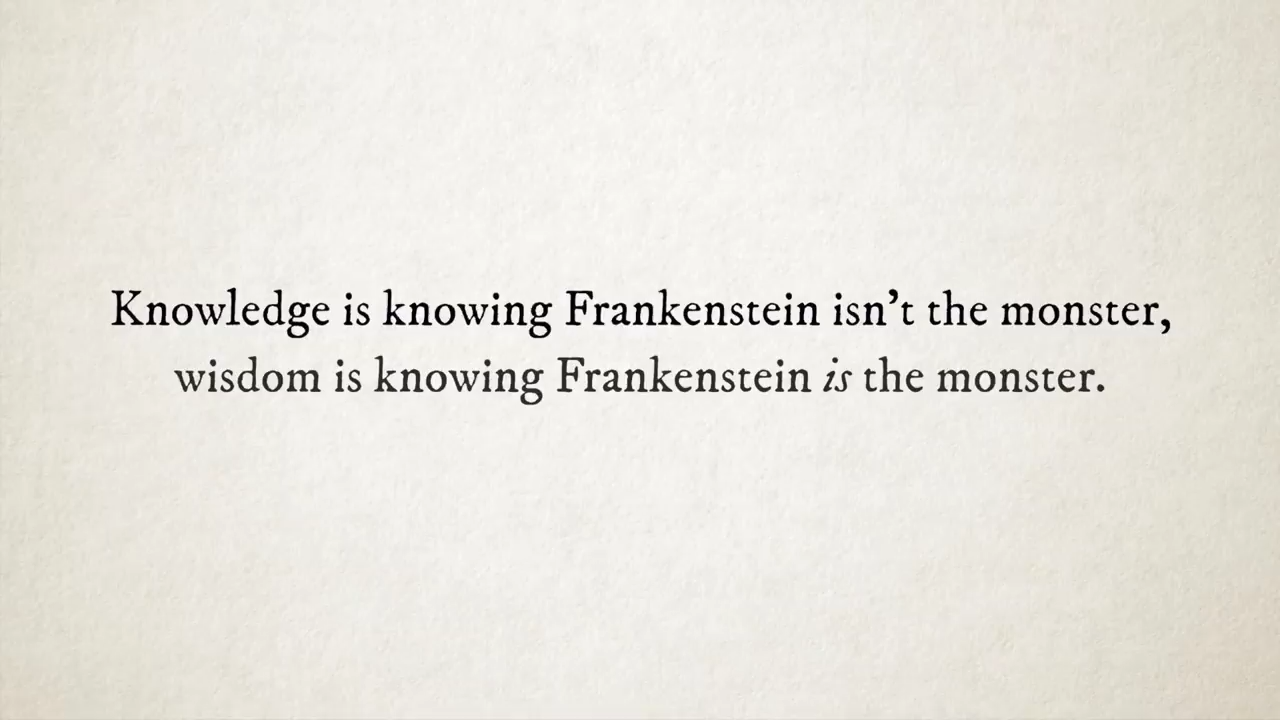 Knowledge is knowing Frankenstein isn’t the monster,
wisdom is knowing Frankenstein is the monster.